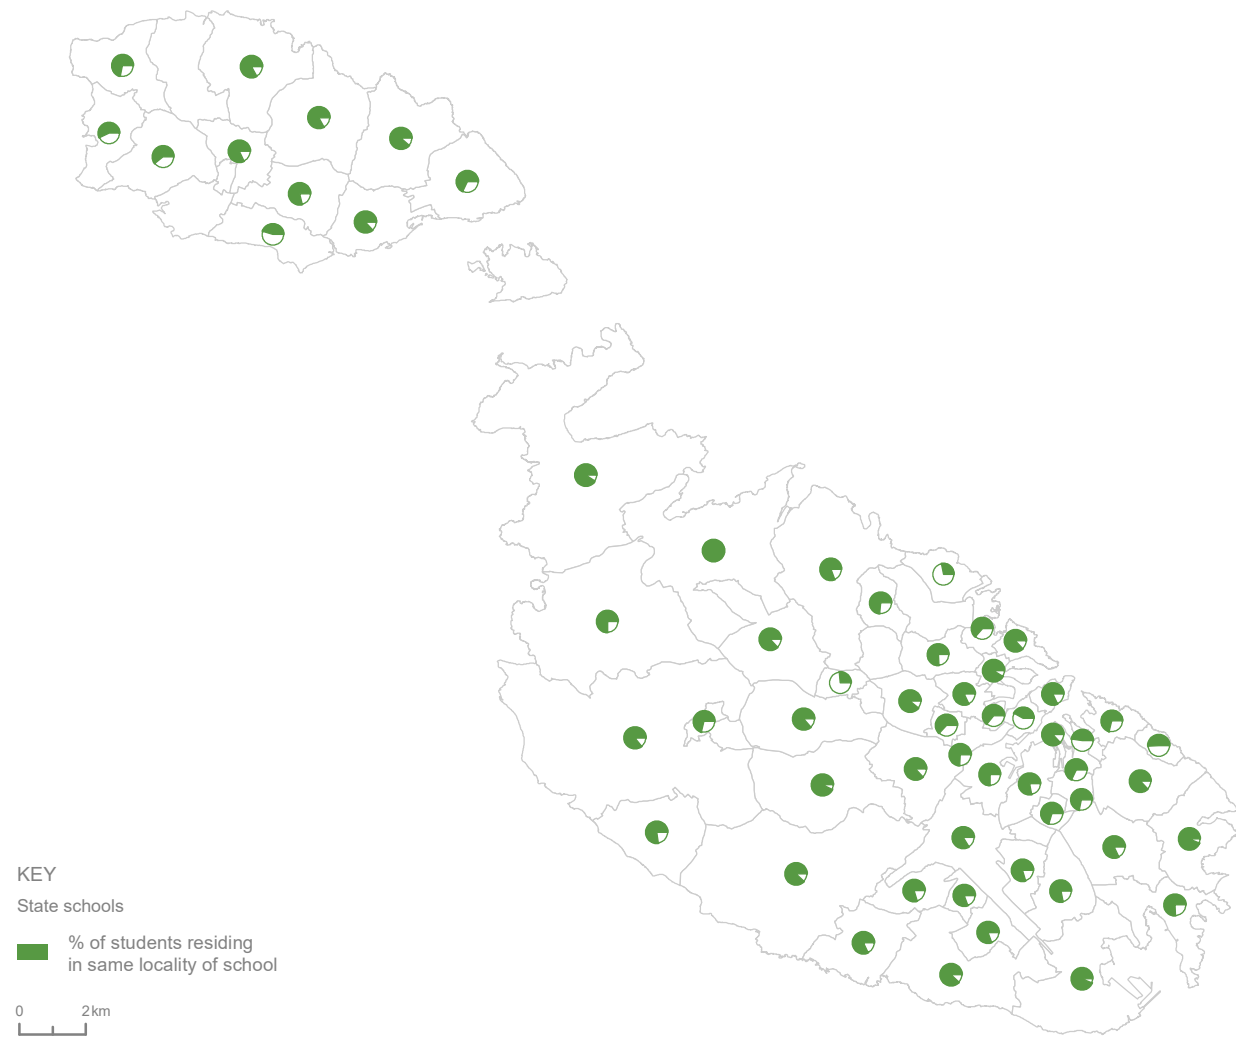 KEY
State schools
% of students residing
in same locality of school
0 2km